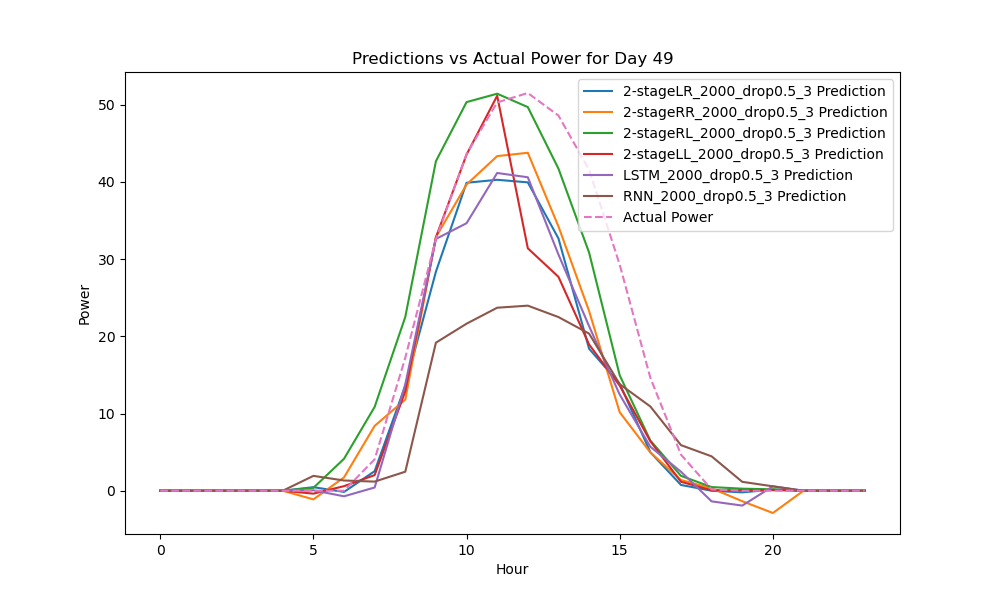 Predictions vs Actual Power for Day 49
2-stageLR_2000_drop0.5_3 Prediction
2-stageRR_2000_drop0.5_3 Prediction
2-stageRL_2000_drop0.5_3 Prediction
2-stageLL_2000_drop0.5_3 Prediction
LSTM_2000_drop0.5_3 Prediction
RNN_2000_drop0.5_3 Prediction
Actual Power
Power
50
40
30
20
10
0
0 5 10 15 20
Hour